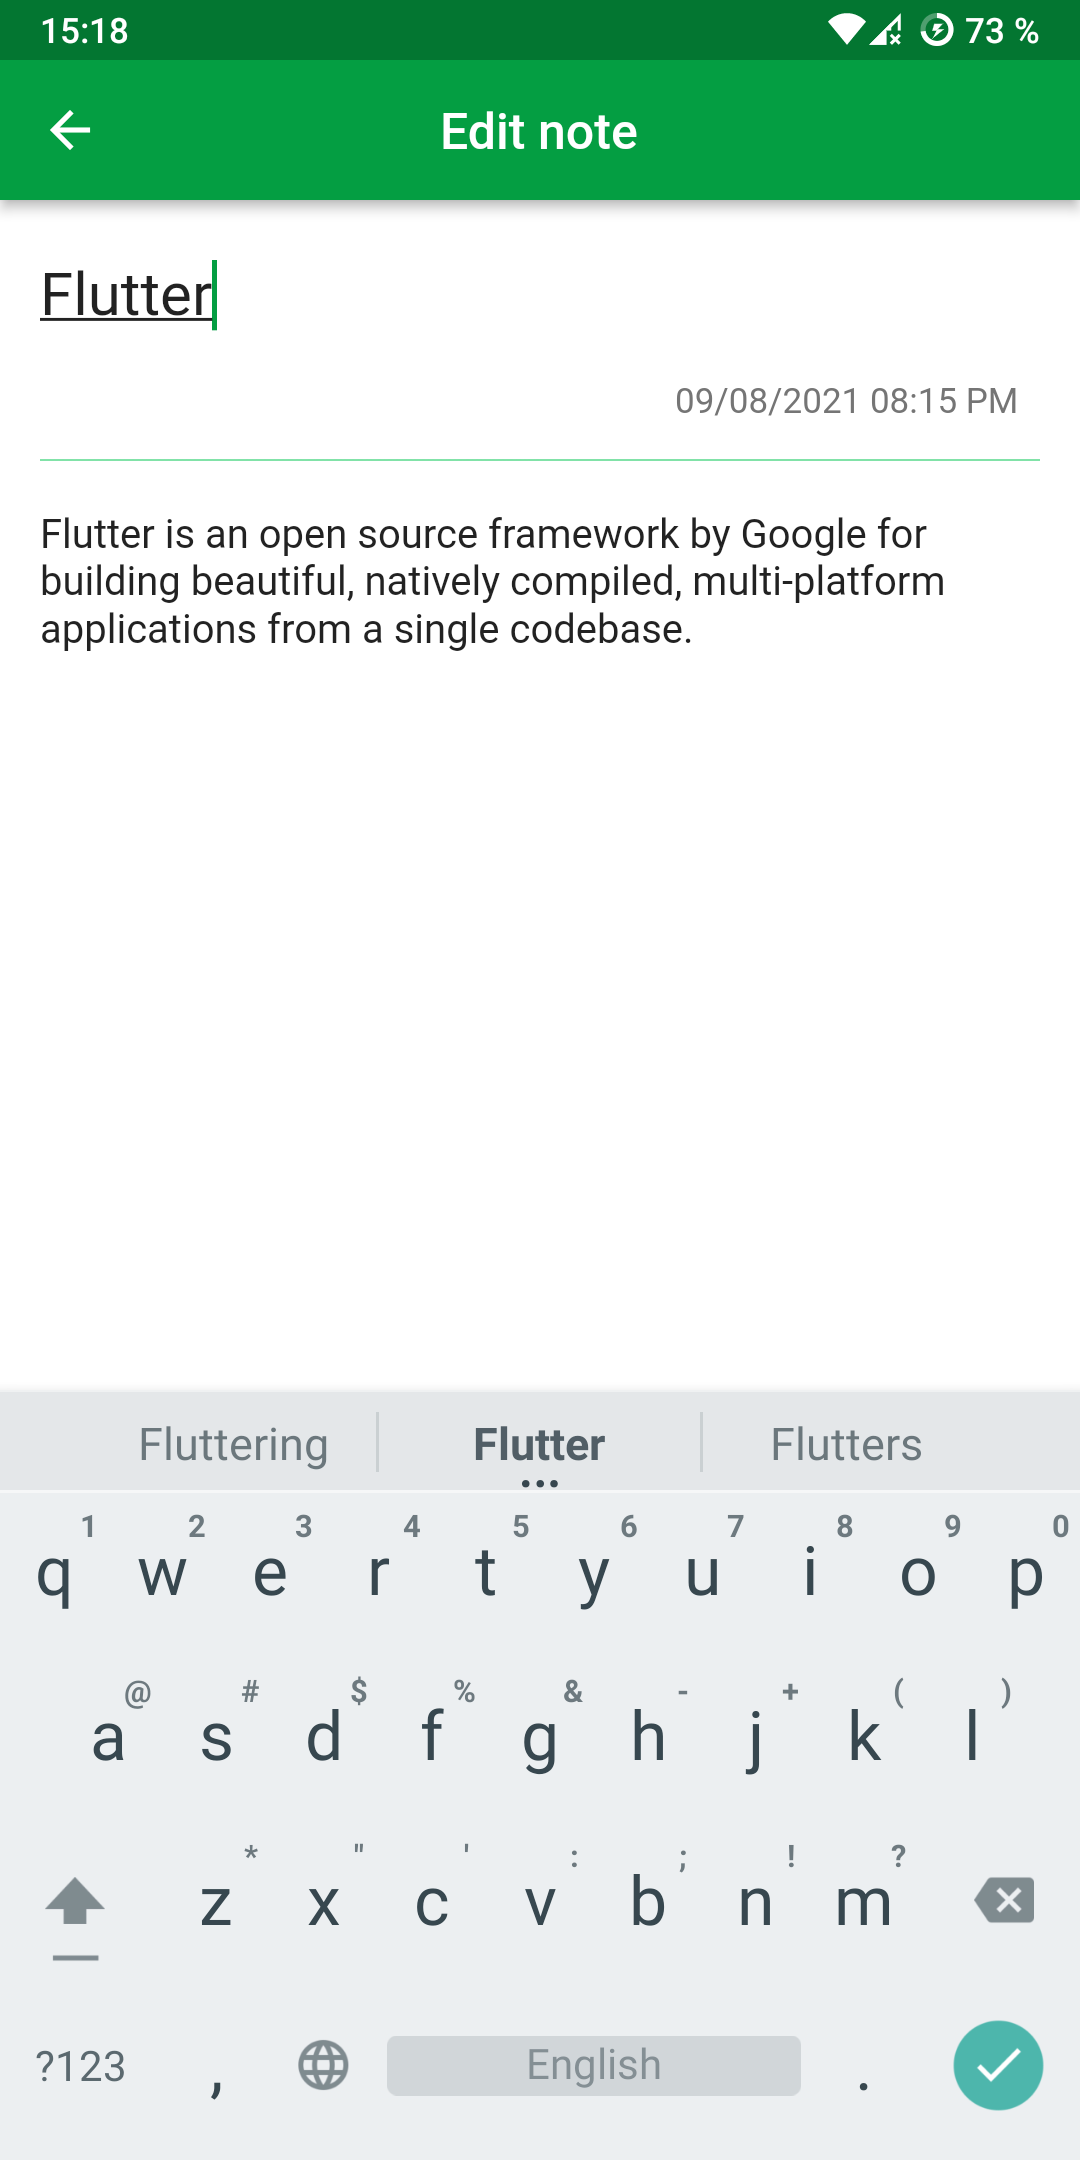 15:18 73 %
Edit note
Flutter
09/08/2021 08:15 PM
Flutter is an open source framework by Google for
building beautiful, natively compiled, multi-platform
applications from a single codebase.
Fluttering Flutter Flutters
1 2 3 4 5 6 7 8 9 0
q w e r t y u i o p
@ # $ % & - + ( )
a s d f g h j k l
* " ' : ; ! ?
z x c v b n m
?123 , English .